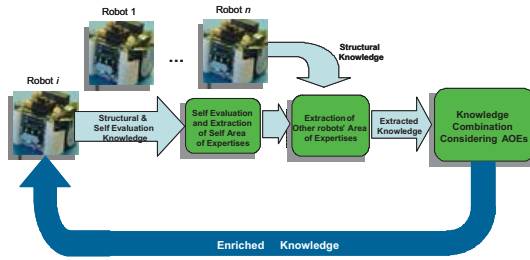 Robot 1
...
Robot n
Robot i
Structural
Knowledge
Structural &
Self Evaluation
Knowledge
Self Evaluation
and Extraction
of Self Area
of Expertises
Extraction of
Other robots' Area
of Expertises
Extracted
Knowledge
Knowledge
Combination
Considering AOEs
Enriched Knowledge